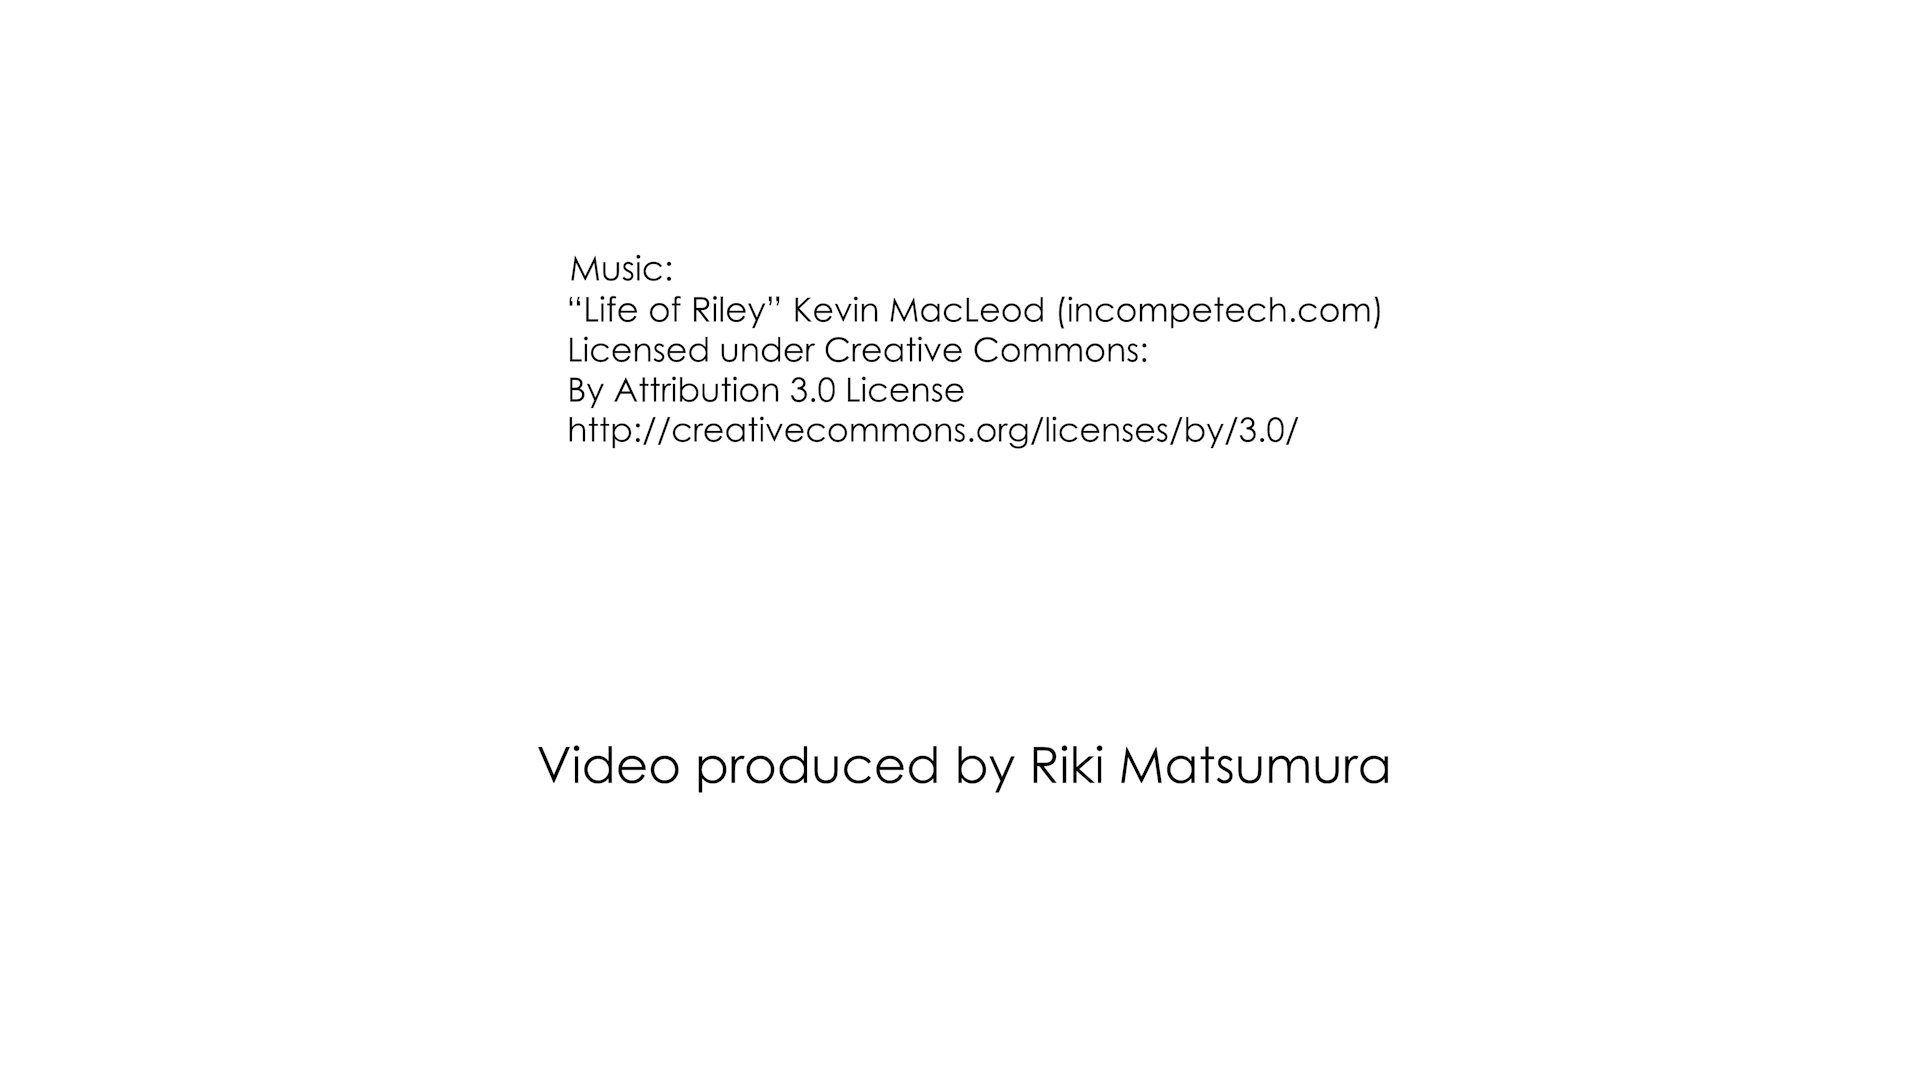 Music:
“Life of Riley” Kevin MacLeod (incompetech.com)
Licensed under Creative Commons:
By Attribution 3.0 License
http://creativecommons.org/licenses/by/3.0/
Video produced by Riki Matsumura